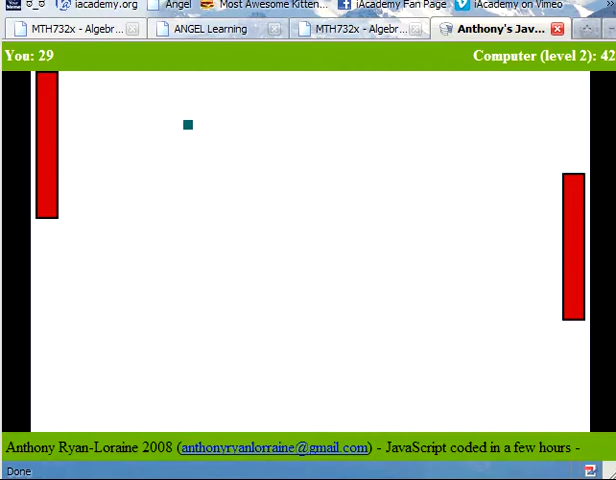 iacademy.org Angel Most Awesome Kitten... iAcademy Fan Page iAcademy on Vimeo »
MTH732x - Algebr... ANGEL Learning MTH732x - Algebr... Anthony's Jav...
You: 29 Computer (level 2): 42
Anthony Ryan-Lorraine 2008 (anthonyryanlorraine@gmail.com) - JavaScript coded in a few hours -
Done